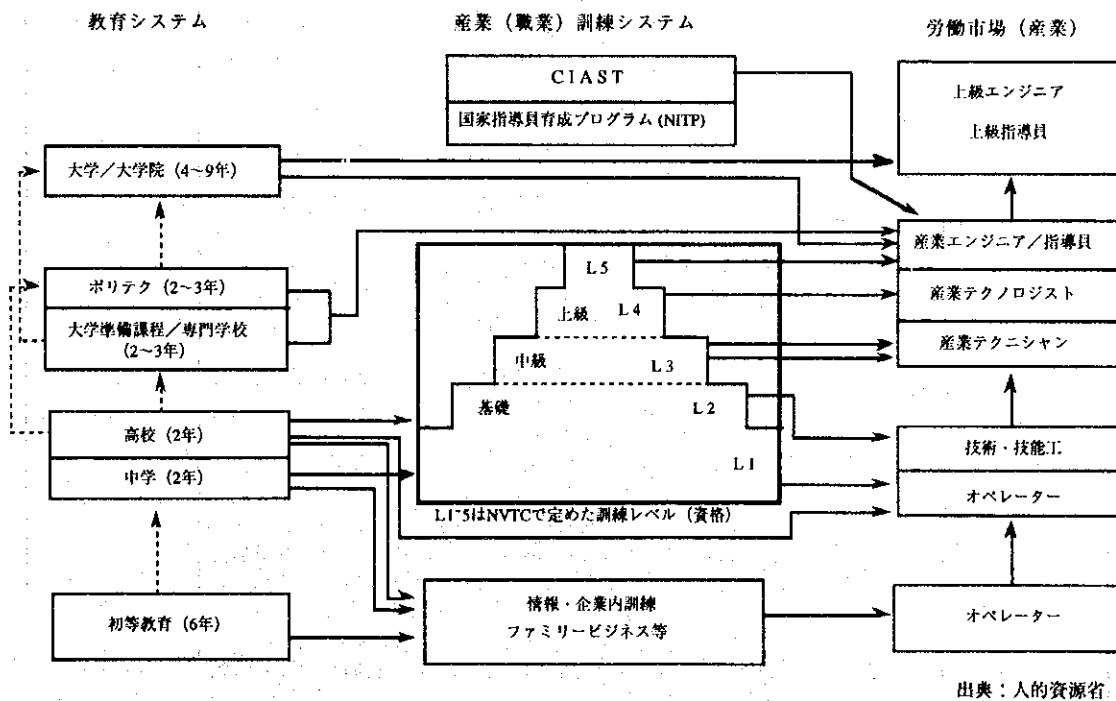 教育システム
産業（職業）訓練システム
労働市場（産業）
CIAST
国家指導員育成プログラム (NITP)
上級エンジニア
上級指導員
大学／大学院（4～9年）
産業エンジニア／指導員
産業テクノロジスト
産業テクニシャン
ポリテク（2～3年）
大学準備課程／専門学校
（2～3年）
L5
上級
L4
中級
L3
基礎
L2
L1
高校（2年）
中学（2年）
技術・技能工
オペレーター
L1~5はNVTCで定めた訓練レベル（資格）
初等教育（6年）
情報・企業内訓練
ファミリービジネス等
オペレーター
出典：人的資源省